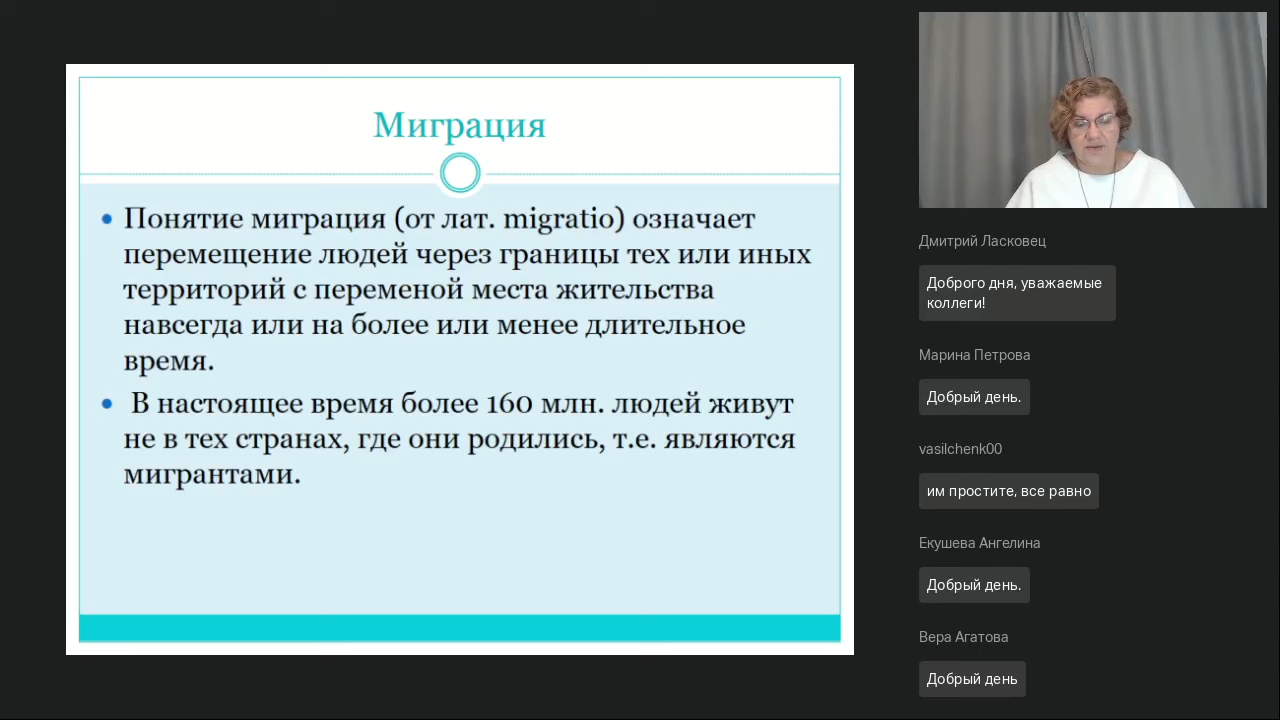 Миграция
• Понятие миграция (от лат. migratio) означает
перемещение людей через границы тех или иных
территорий с переменой места жительства
навсегда или на более или менее длительное
время.
• В настоящее время более 160 млн. людей живут
не в тех странах, где они родились, т.е. являются
мигрантами.
Дмитрий Ласковец
Доброго дня, уважаемые
коллеги!
Марина Петрова
Добрый день.
vasilchenk00
им простите, все равно
Екушева Ангелина
Добрый день.
Вера Агатова
Добрый день